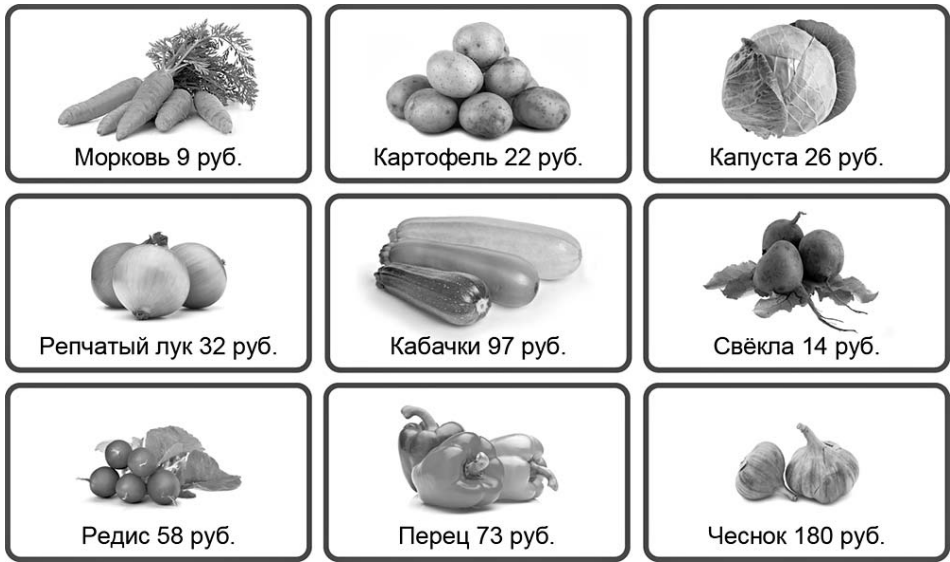 Морковь 9 руб.
Картофель 22 руб.
Капуста 26 руб.
Репчатый лук 32 руб.
Кабачки 97 руб.
Свёкла 14 руб.
Редис 58 руб.
Перец 73 руб.
Чеснок 180 руб.